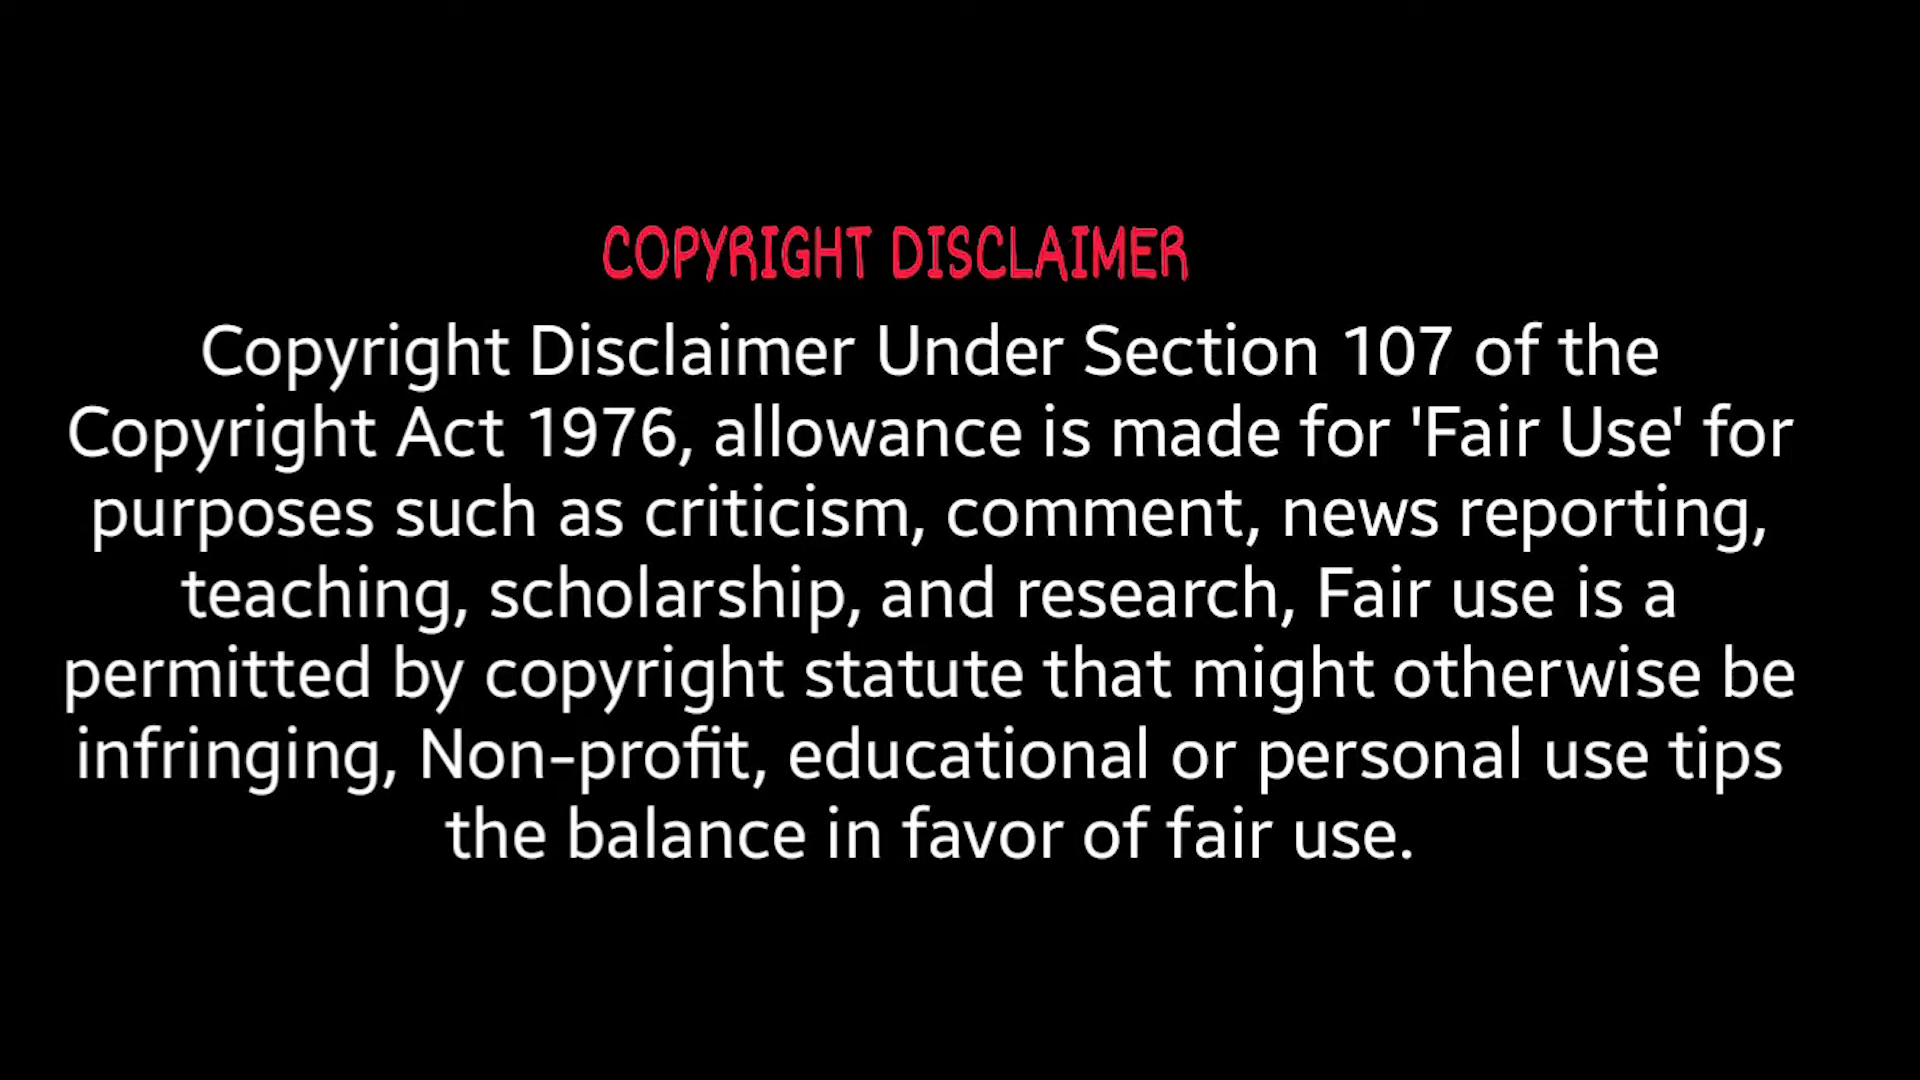 COPYRIGHT DISCLAIMER
Copyright Disclaimer Under Section 107 of the
Copyright Act 1976, allowance is made for 'Fair Use' for
purposes such as criticism, comment, news reporting,
teaching, scholarship, and research, Fair use is a
permitted by copyright statute that might otherwise be
infringing, Non-profit, educational or personal use tips
the balance in favor of fair use.